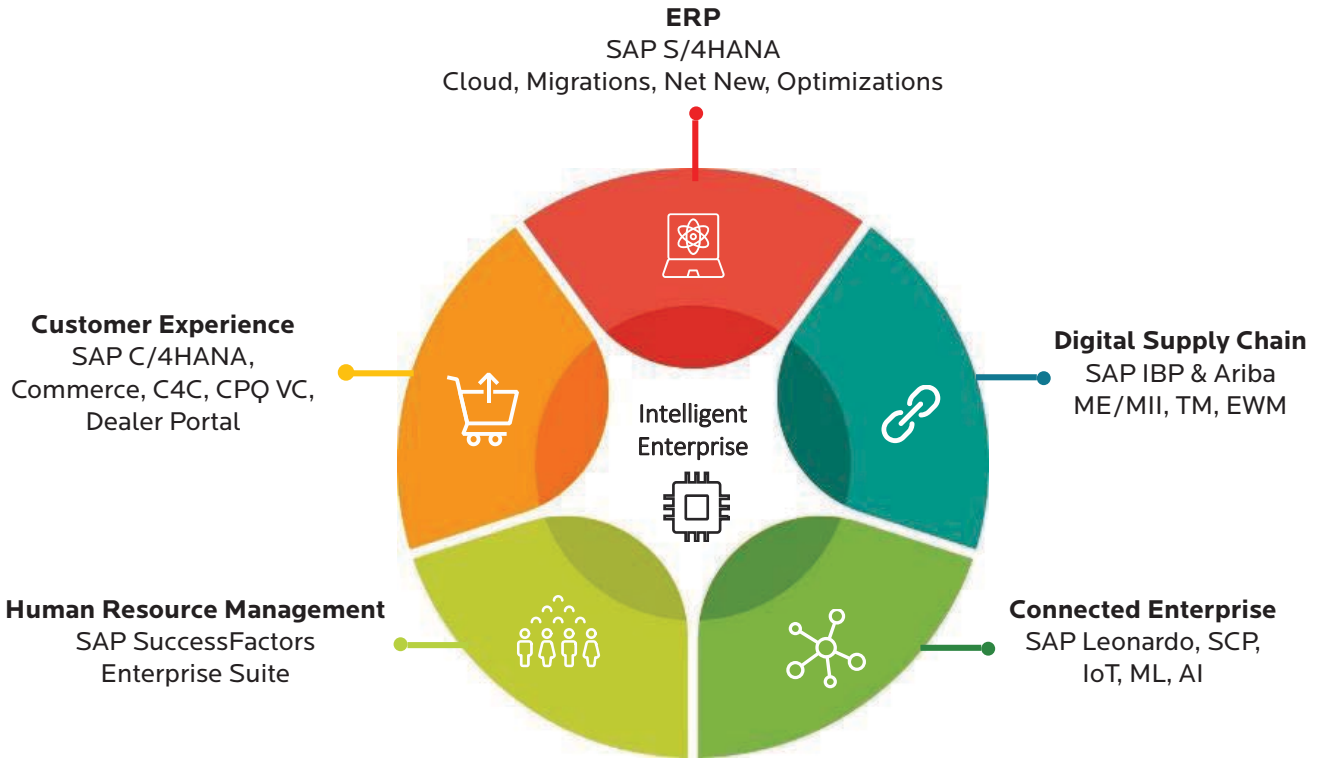 ERP
SAP S/4HANA
Cloud, Migrations, Net New, Optimizations
Customer Experience
SAP C/4HANA,
Commerce, C4C, CPQ VC,
Dealer Portal
Digital Supply Chain
SAP IBP & Ariba
ME/MII, TM, EWM
Intelligent
Enterprise
Human Resource Management
SAP SuccessFactors
Enterprise Suite
Connected Enterprise
SAP Leonardo, SCP,
IoT, ML, AI